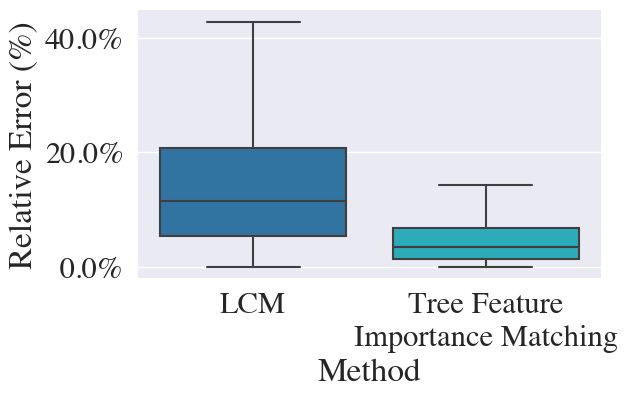 Relative Error (%)
40.0%
20.0%
0.0%
LCM
Tree Feature
Importance Matching
Method